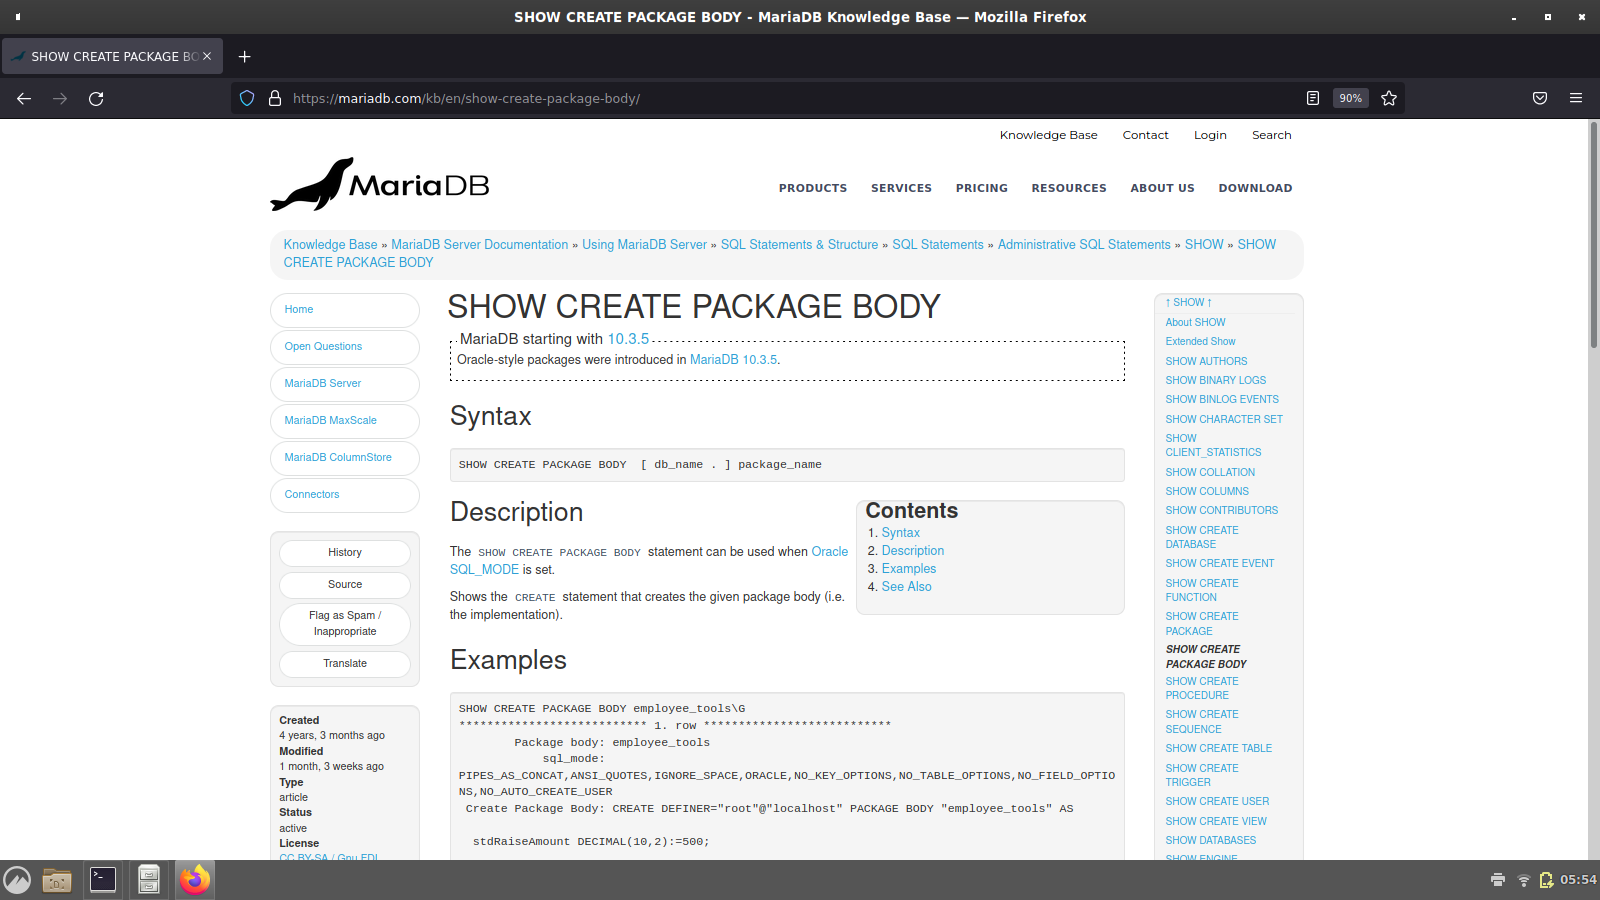 SHOW CREATE PACKAGE BODY - MariaDB Knowledge Base — Mozilla Firefox
SHOW CREATE PACKAGE BO
https://mariadb.com/kb/en/show-create-package-body/
90%
Knowledge Base Contact Login Search
MariaDB
PRODUCTS SERVICES PRICING RESOURCES ABOUT US DOWNLOAD
Knowledge Base » MariaDB Server Documentation » Using MariaDB Server » SQL Statements & Structure » SQL Statements » Administrative SQL Statements » SHOW » SHOW
CREATE PACKAGE BODY
Home
Open Questions
MariaDB Server
MariaDB MaxScale
MariaDB ColumnStore
Connectors
History
Source
Flag as Spam /
Inappropriate
Translate
Created
4 years, 3 months ago
Modified
1 month, 3 weeks ago
Type
article
Status
active
License
CC BY-SA / Gnu FDL
SHOW CREATE PACKAGE BODY
MariaDB starting with 10.3.5
Oracle-style packages were introduced in MariaDB 10.3.5.
Syntax
SHOW CREATE PACKAGE BODY  [ db_name . ] package_name
Description
The SHOW CREATE PACKAGE BODY statement can be used when Oracle
SQL_MODE is set.
Shows the CREATE statement that creates the given package body (i.e.
the implementation).
Contents
1. Syntax
2. Description
3. Examples
4. See Also
Examples
SHOW CREATE PACKAGE BODY employee_tools\G
*************************** 1. row ***************************
Package body: employee_tools
sql_mode:
PIPES_AS_CONCAT,ANSI_QUOTES,IGNORE_SPACE,ORACLE,NO_KEY_OPTIONS,NO_TABLE_OPTIONS,NO_FIELD_OPTIO
NS,NO_AUTO_CREATE_USER
Create Package Body: CREATE DEFINER="root"@"localhost" PACKAGE BODY "employee_tools" AS
stdRaiseAmount DECIMAL(10,2):=500;
↑ SHOW ↑
About SHOW
Extended Show
SHOW AUTHORS
SHOW BINARY LOGS
SHOW BINLOG EVENTS
SHOW CHARACTER SET
SHOW
CLIENT_STATISTICS
SHOW COLLATION
SHOW COLUMNS
SHOW CONTRIBUTORS
SHOW CREATE
DATABASE
SHOW CREATE EVENT
SHOW CREATE
FUNCTION
SHOW CREATE
PACKAGE
SHOW CREATE
PACKAGE BODY
SHOW CREATE
PROCEDURE
SHOW CREATE
SEQUENCE
SHOW CREATE TABLE
SHOW CREATE
TRIGGER
SHOW CREATE USER
SHOW CREATE VIEW
SHOW DATABASES
SHOW ENGINE
05:54